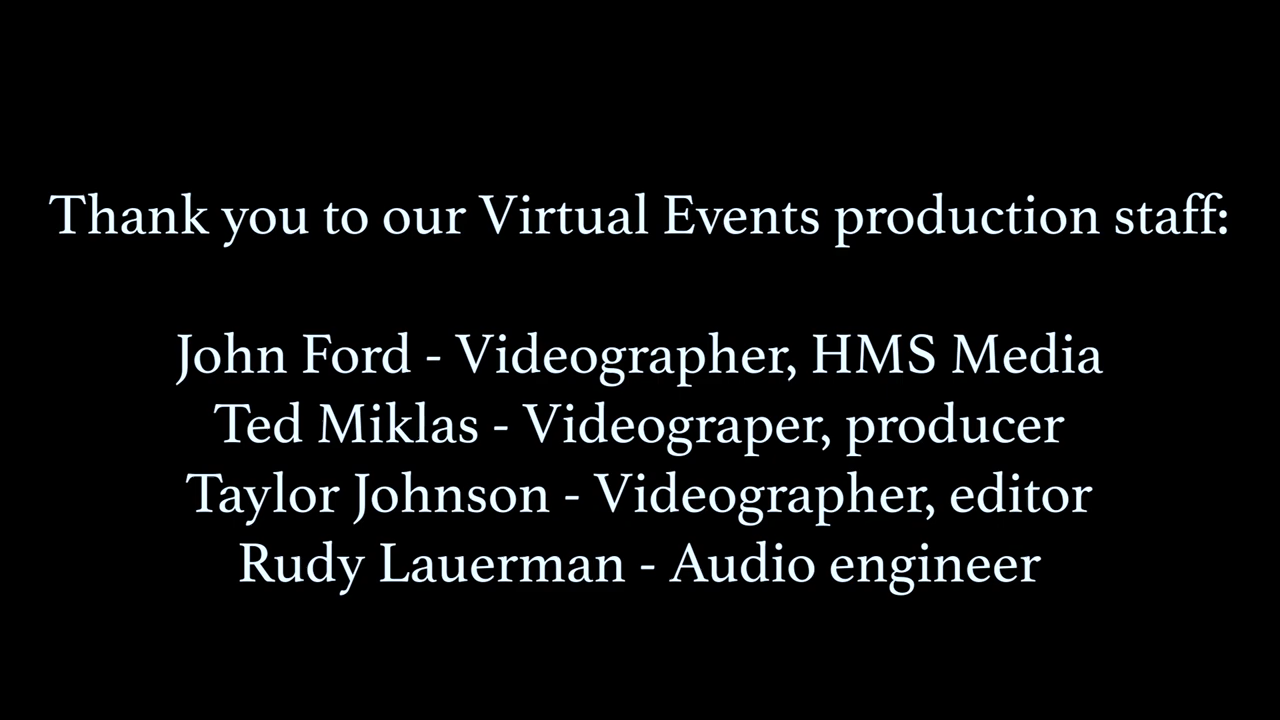 Thank you to our Virtual Events production staff:
John Ford - Videographer, HMS Media
Ted Miklas - Videograper, producer
Taylor Johnson - Videographer, editor
Rudy Lauerman - Audio engineer